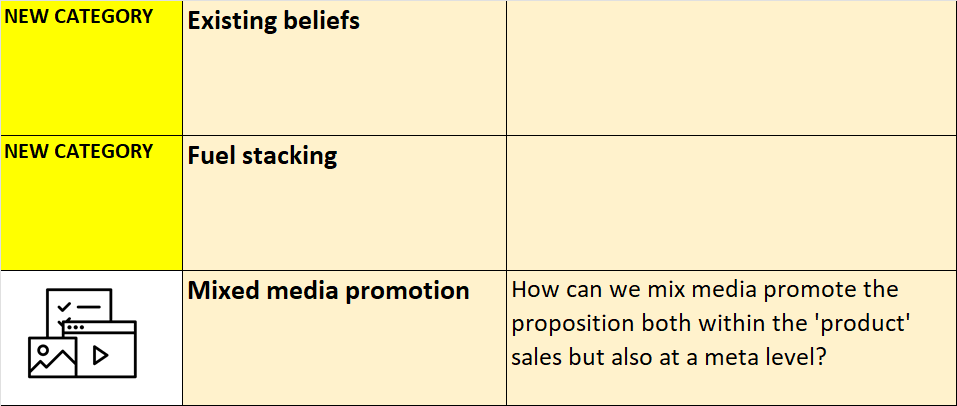 NEW CATEGORY
Existing beliefs
NEW CATEGORY
Fuel stacking
Mixed media promotion
How can we mix media promote the
proposition both within the 'product'
sales but also at a meta level?